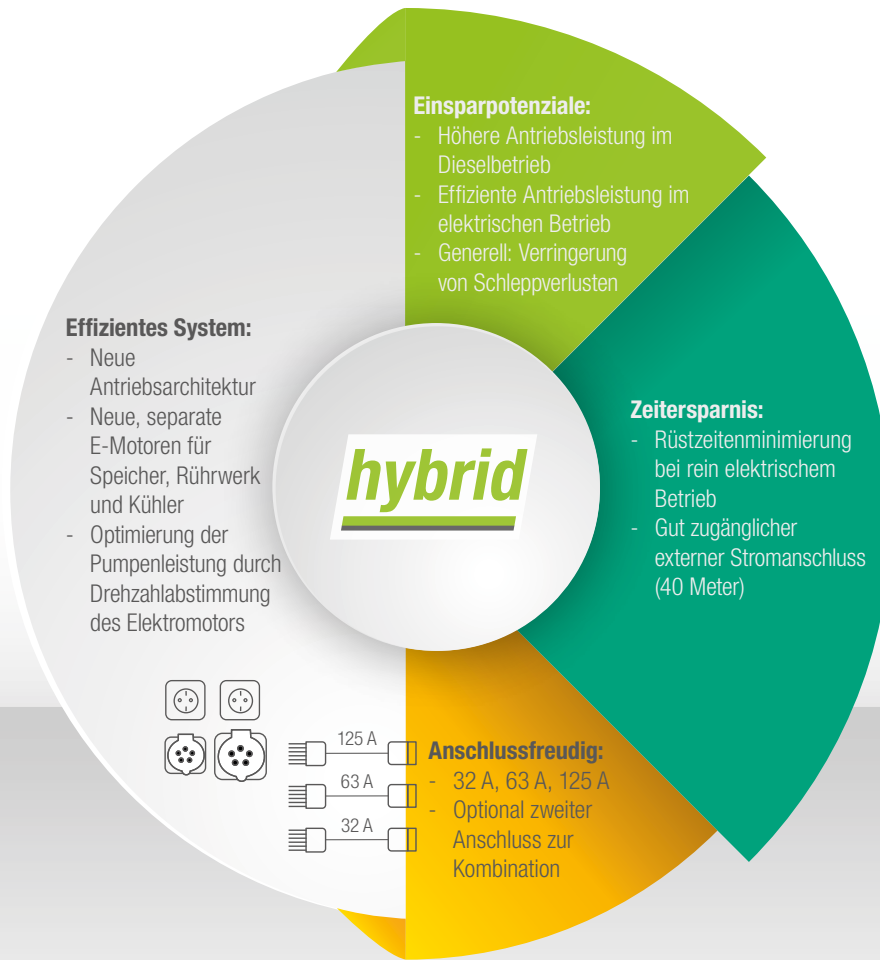 Einsparpotenziale:
- Höhere Antriebsleistung im
Dieselbetrieb
- Effiziente Antriebsleistung im
elektrischen Betrieb
- Generell: Verringerung
von Schleppverlusten
Effizientes System:
- Neue
Antriebsarchitektur
- Neue, separate
E-Motoren für
Speicher, Rührwerk
und Kühler
- Optimierung der
Pumpenleistung durch
Drehzahlabstimmung
des Elektromotors
hybrid
Zeitersparnis:
- Rüstzeitenminimierung
bei rein elektrischem
Betrieb
- Gut zugänglicher
externer Stromanschluss
(40 Meter)
125 A
63 A
32 A
Anschlussfreudig:
- 32 A, 63 A, 125 A
- Optional zweiter
Anschluss zur
Kombination